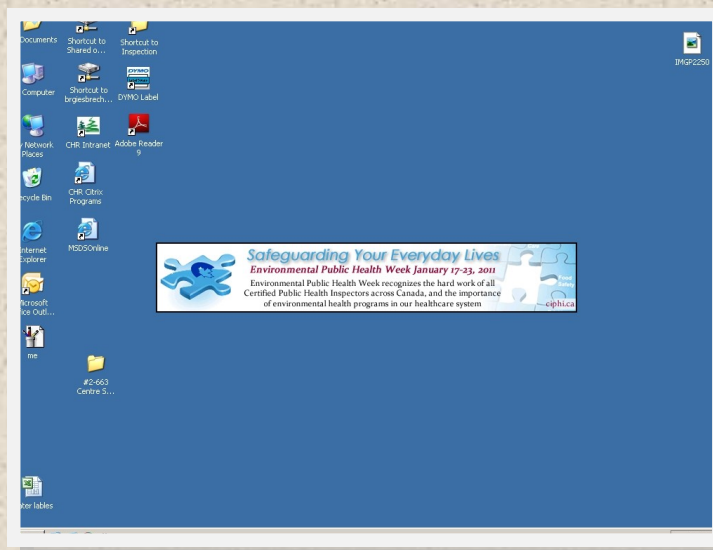 Documents
Shortcut to
Shared o...
Shortcut to
Inspection
IMGP2250
Computer
Shortcut to
brgiesbrech...
DYMO
DYMO Label
Network
Places
CHR Intranet
Adobe Reader
9
CHR Citrix
Programs
ecycle Bin
MSDSOnline
nternet
Explorer
Safeguarding Your Everyday Lives
Environmental Public Health Week January 17-23, 2011
Environmental Public Health Week recognizes the hard work of all
Certified Public Health Inspectors across Canada, and the importance
of environmental health programs in our healthcare system
Food
Safety
ciphi.ca
icrosoft
ice Outl...
me
#2-663
Centre S...
ter lables